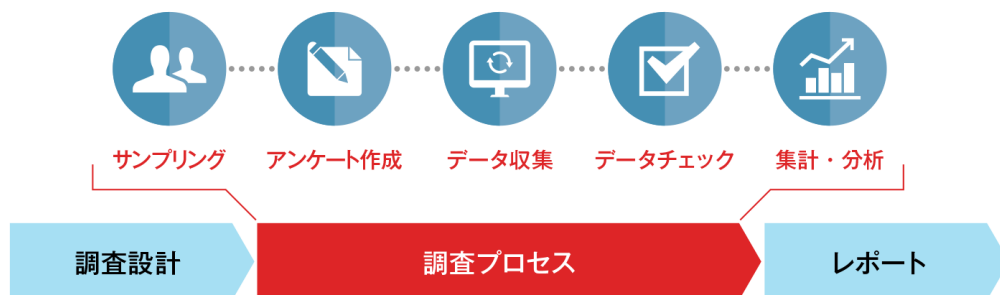 サンプリング
アンケート作成
データ収集
データチェック
集計・分析
調査設計
調査プロセス
レポート